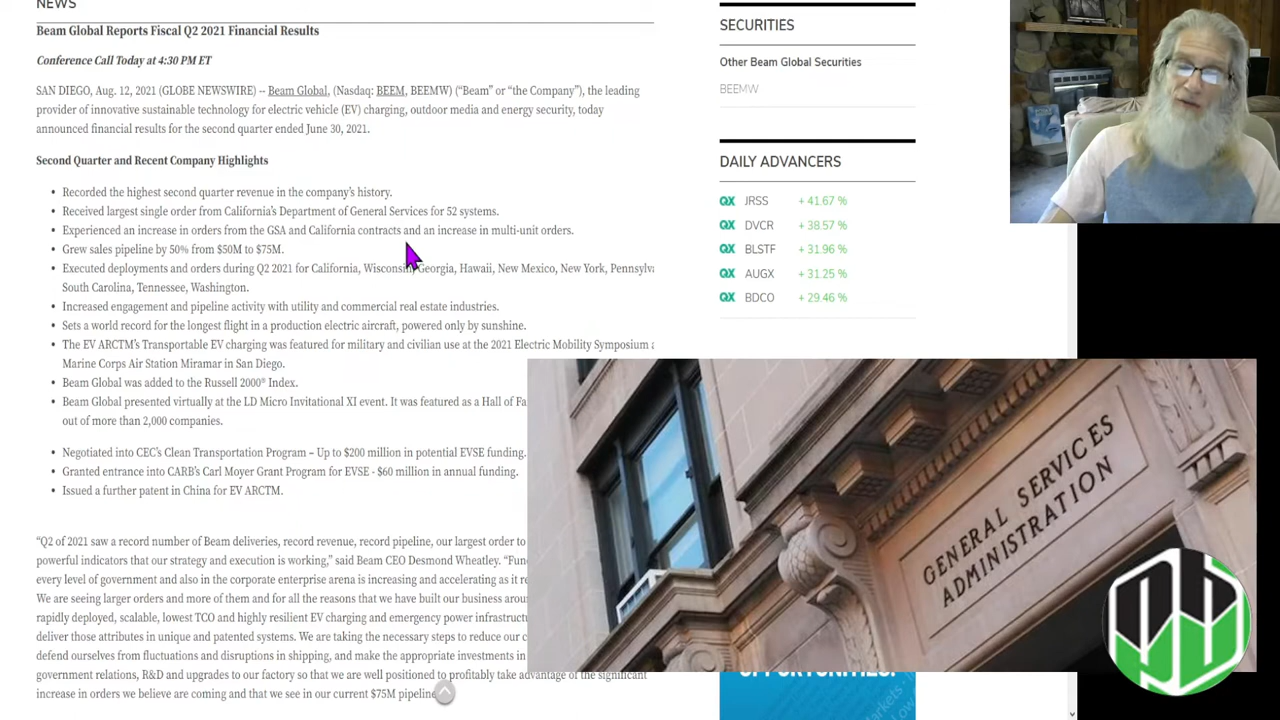 NEWS
Beam Global Reports Fiscal Q2 2021 Financial Results
Conference Call Today at 4:30 PM ET
SAN DIEGO, Aug. 12, 2021 (GLOBE NEWSWIRE) -- Beam Global, (Nasdaq: BEEM, BEEMW) (“Beam” or “the Company”), the leading
provider of innovative sustainable technology for electric vehicle (EV) charging, outdoor media and energy security, today
announced financial results for the second quarter ended June 30, 2021.
Second Quarter and Recent Company Highlights
• Recorded the highest second quarter revenue in the company's history.
• Received largest single order from California's Department of General Services for 52 systems.
• Experienced an increase in orders from the GSA and California contracts and an increase in multi-unit orders.
• Grew sales pipeline by 50% from $50M to $75M.
• Executed deployments and orders during Q2 2021 for California, Wisconsin, Georgia, Hawaii, New Mexico, New York, Pennsylva
South Carolina, Tennessee, Washington.
• Increased engagement and pipeline activity with utility and commercial real estate industries.
• Sets a world record for the longest flight in a production electric aircraft, powered only by sunshine.
• The EV ARCTM's Transportable EV charging was featured for military and civilian use at the 2021 Electric Mobility Symposium
Marine Corps Air Station Miramar in San Diego.
• Beam Global was added to the Russell 2000® Index.
• Beam Global presented virtually at the LD Micro Invitational XI event. It was featured as a Hall of Fa
out of more than 2,000 companies.
• Negotiated into CEC's Clean Transportation Program – Up to $200 million in potential EVSE funding.
• Granted entrance into CARB's Carl Moyer Grant Program for EVSE - $60 million in annual funding.
• Issued a further patent in China for EV ARCTM.
“Q2 of 2021 saw a record number of Beam deliveries, record revenue, record pipeline, our largest order to
powerful indicators that our strategy and execution is working,” said Beam CEO Desmond Wheatley. “Fun
every level of government and also in the corporate enterprise arena is increasing and accelerating as it re
We are seeing larger orders and more of them and for all the reasons that we have built our business arou
rapidly deployed, scalable, lowest TCO and highly resilient EV charging and emergency power infrastructu
deliver those attributes in unique and patented systems. We are taking the necessary steps to reduce our c
defend ourselves from fluctuations and disruptions in shipping, and make the appropriate investments in
government relations, R&D and upgrades to our factory so that we are well positioned to profitably take advantage of the significant
increase in orders we believe are coming and that we see in our current $75M pipeline
SECURITIES
Other Beam Global Securities
BEEMW
DAILY ADVANCERS
QX JRSS + 41.67 %
QX DVCR + 38.57 %
QX BLSTF + 31.96 %
QX AUGX + 31.25 %
QX BDCO + 29.46 %
GENERAL SERVICES
ADMINISTRATION
OPPORTUNITIES.